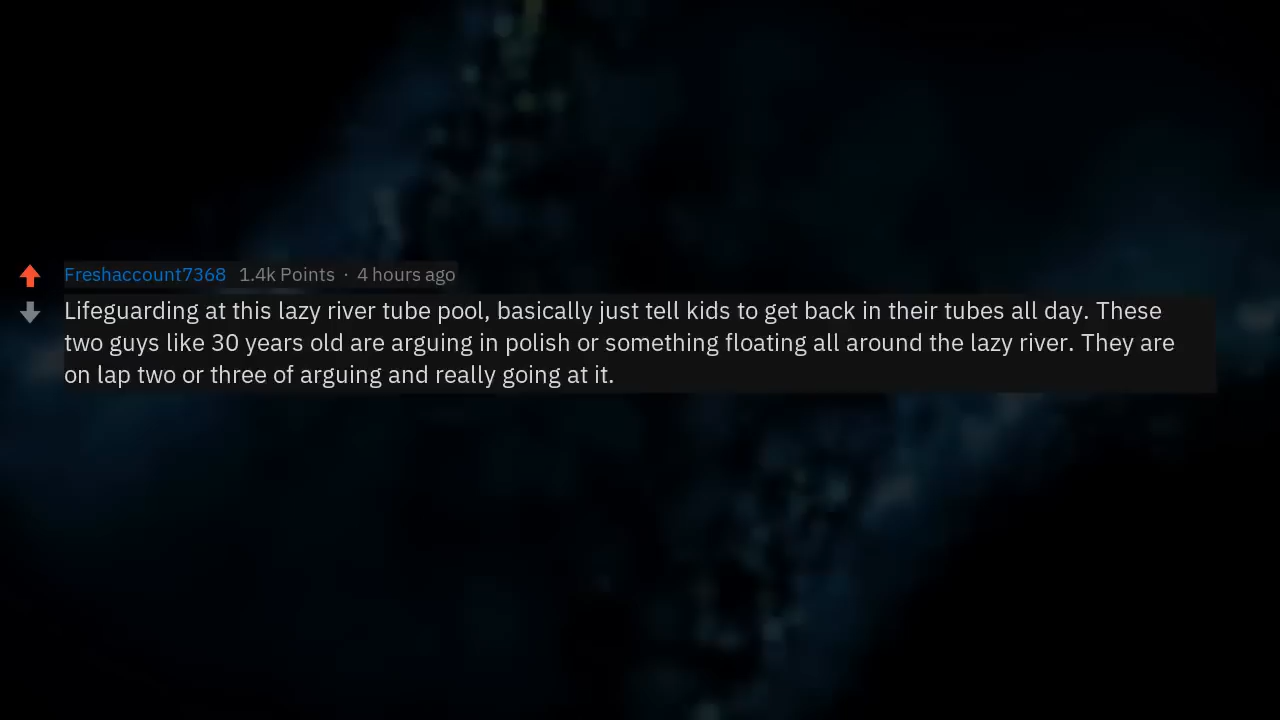 Freshaccount7368 1.4k Points · 4 hours ago
Lifeguarding at this lazy river tube pool, basically just tell kids to get back in their tubes all day. These
two guys like 30 years old are arguing in polish or something floating all around the lazy river. They are
on lap two or three of arguing and really going at it.